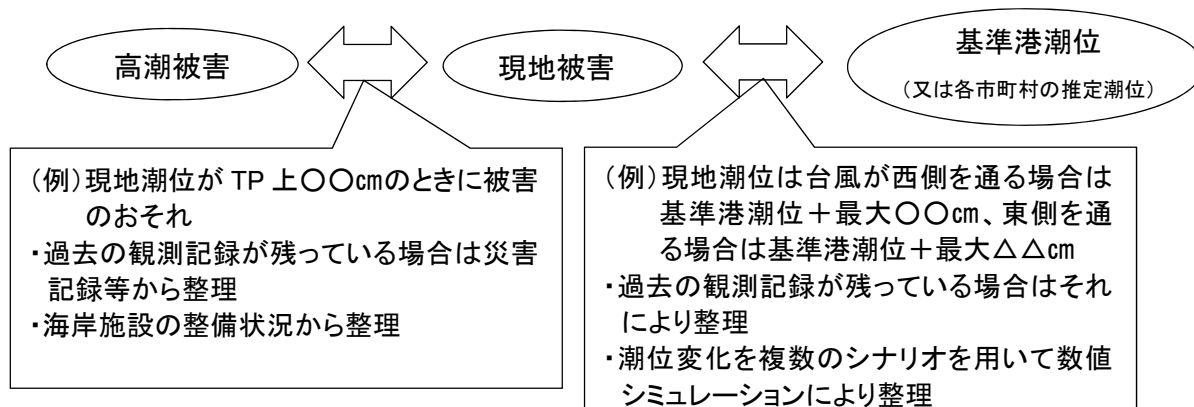 高潮被害
現地被害
基準港潮位
（又は各市町村の推定潮位）
（例）現地潮位が TP 上〇〇㎝のときに被害
のおそれ
・過去の観測記録が残っている場合は災害
記録等から整理
・海岸施設の整備状況から整理
（例）現地潮位は台風が西側を通る場合は
基準港潮位＋最大〇〇㎝、東側を通
る場合は基準港潮位＋最大△△㎝
・過去の観測記録が残っている場合はそれ
により整理
・潮位変化を複数のシナリオを用いて数値
シミュレーションにより整理